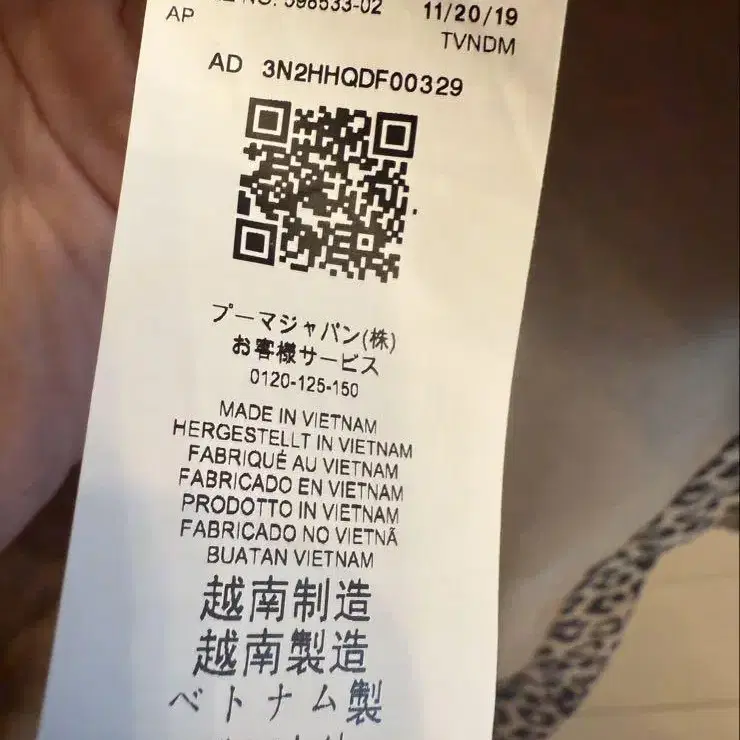 NO. 598533-02 11/20/19
AP TVNDM
AD 3N2HHQDF00329
プーマジャパン(株)
お客様サービス
0120-125-150
MADE IN VIETNAM
HERGESTELLT IN VIETNAM
FABRIQUÉ AU VIETNAM
FABRICADO EN VIETNAM
PRODOTTO IN VIETNAM
FABRICADO NO VIETNÃ
BUATAN VIETNAM
越南制造
越南製造
ベトナム製